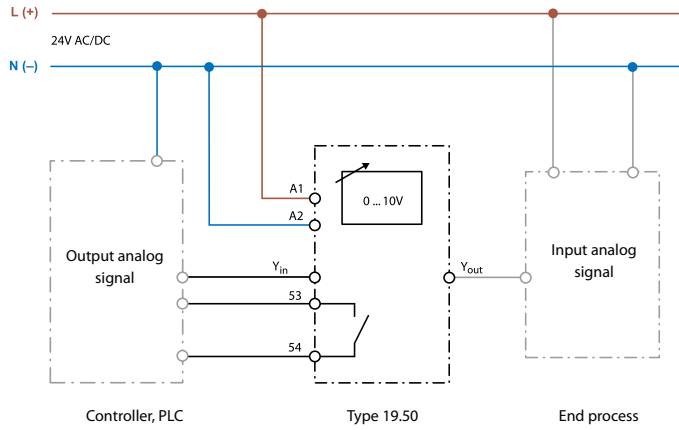 L (+)
24V AC/DC
N (–)
A1
0 ... 10V
A2
Output analog
signal
Input analog
signal
Yin
Yout
53
54
Controller, PLC
Type 19.50
End process